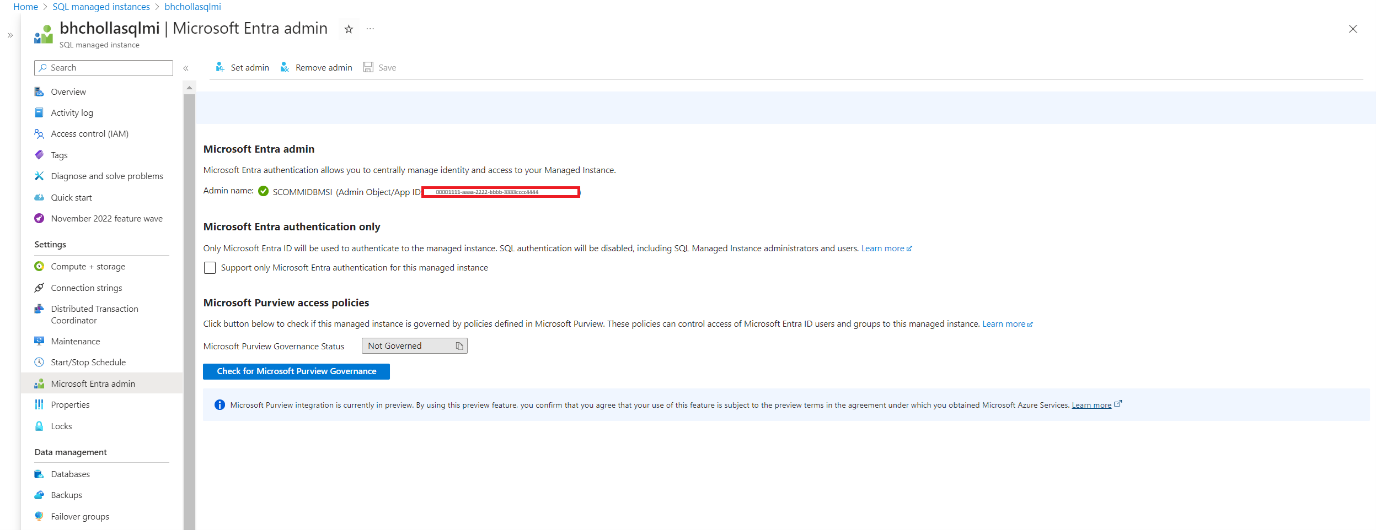 Home > SQL managed instances > bhchollasqlmi
bhchollasqlmi | Microsoft Entra admin
SQL managed instance
Search
Set admin
Remove admin
Save
Overview
Activity log
Access control (IAM)
Tags
Diagnose and solve problems
Quick start
November 2022 feature wave
Settings
Compute + storage
Connection strings
Distributed Transaction
Coordinator
Maintenance
Start/Stop Schedule
Microsoft Entra admin
Properties
Locks
Data management
Databases
Backups
Failover groups
Microsoft Entra admin
Microsoft Entra authentication allows you to centrally manage identity and access to your Managed Instance.
Admin name: SCOMMIDBMSI (Admin Object/App ID 00001111-aaaa-2222-bbbb-3333cccc4444
Microsoft Entra authentication only
Only Microsoft Entra ID will be used to authenticate to the managed instance. SQL authentication will be disabled, including SQL Managed Instance administrators and users. Learn more
Support only Microsoft Entra authentication for this managed instance
Microsoft Purview access policies
Click button below to check if this managed instance is governed by policies defined in Microsoft Purview. These policies can control access of Microsoft Entra ID users and groups to this managed instance. Learn more
Microsoft Purview Governance Status Not Governed
Check for Microsoft Purview Governance
Microsoft Purview integration is currently in preview. By using this preview feature, you confirm that you agree that your use of this feature is subject to the preview terms in the agreement under which you obtained Microsoft Azure Services. Learn more